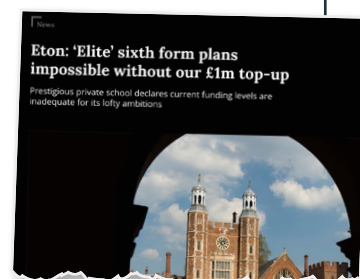 News
Eton: ‘Elite’ sixth form plans
impossible without our £1m top-up
Prestigious private school declares current funding levels are
inadequate for its lofty ambitions